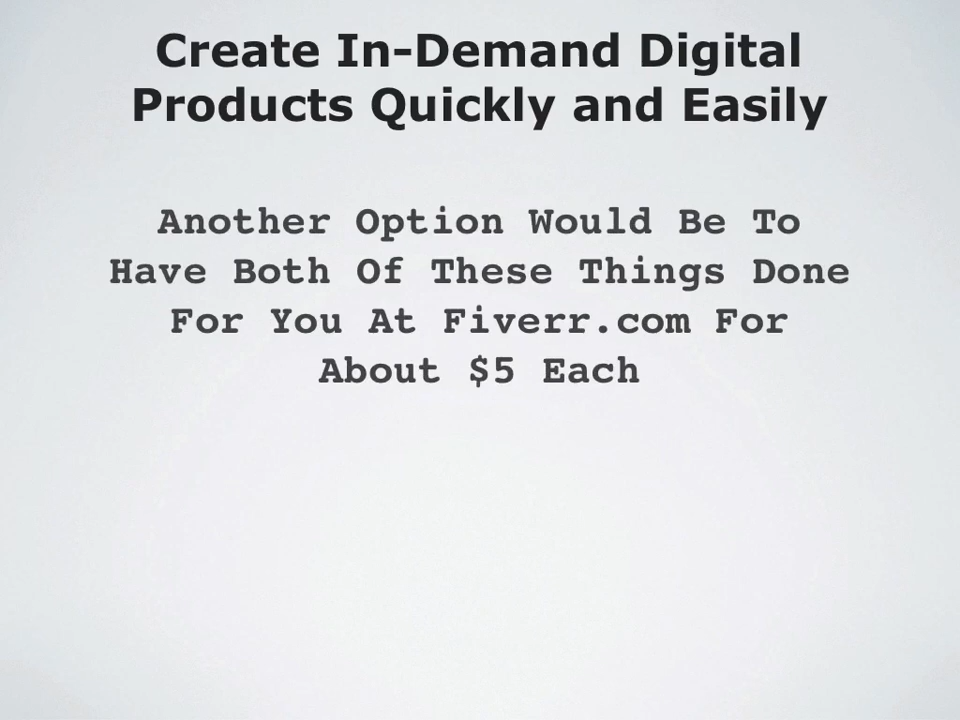 Create In-Demand Digital
Products Quickly and Easily
Another Option Would Be To
Have Both Of These Things Done
For You At Fiverr.com For
About $5 Each